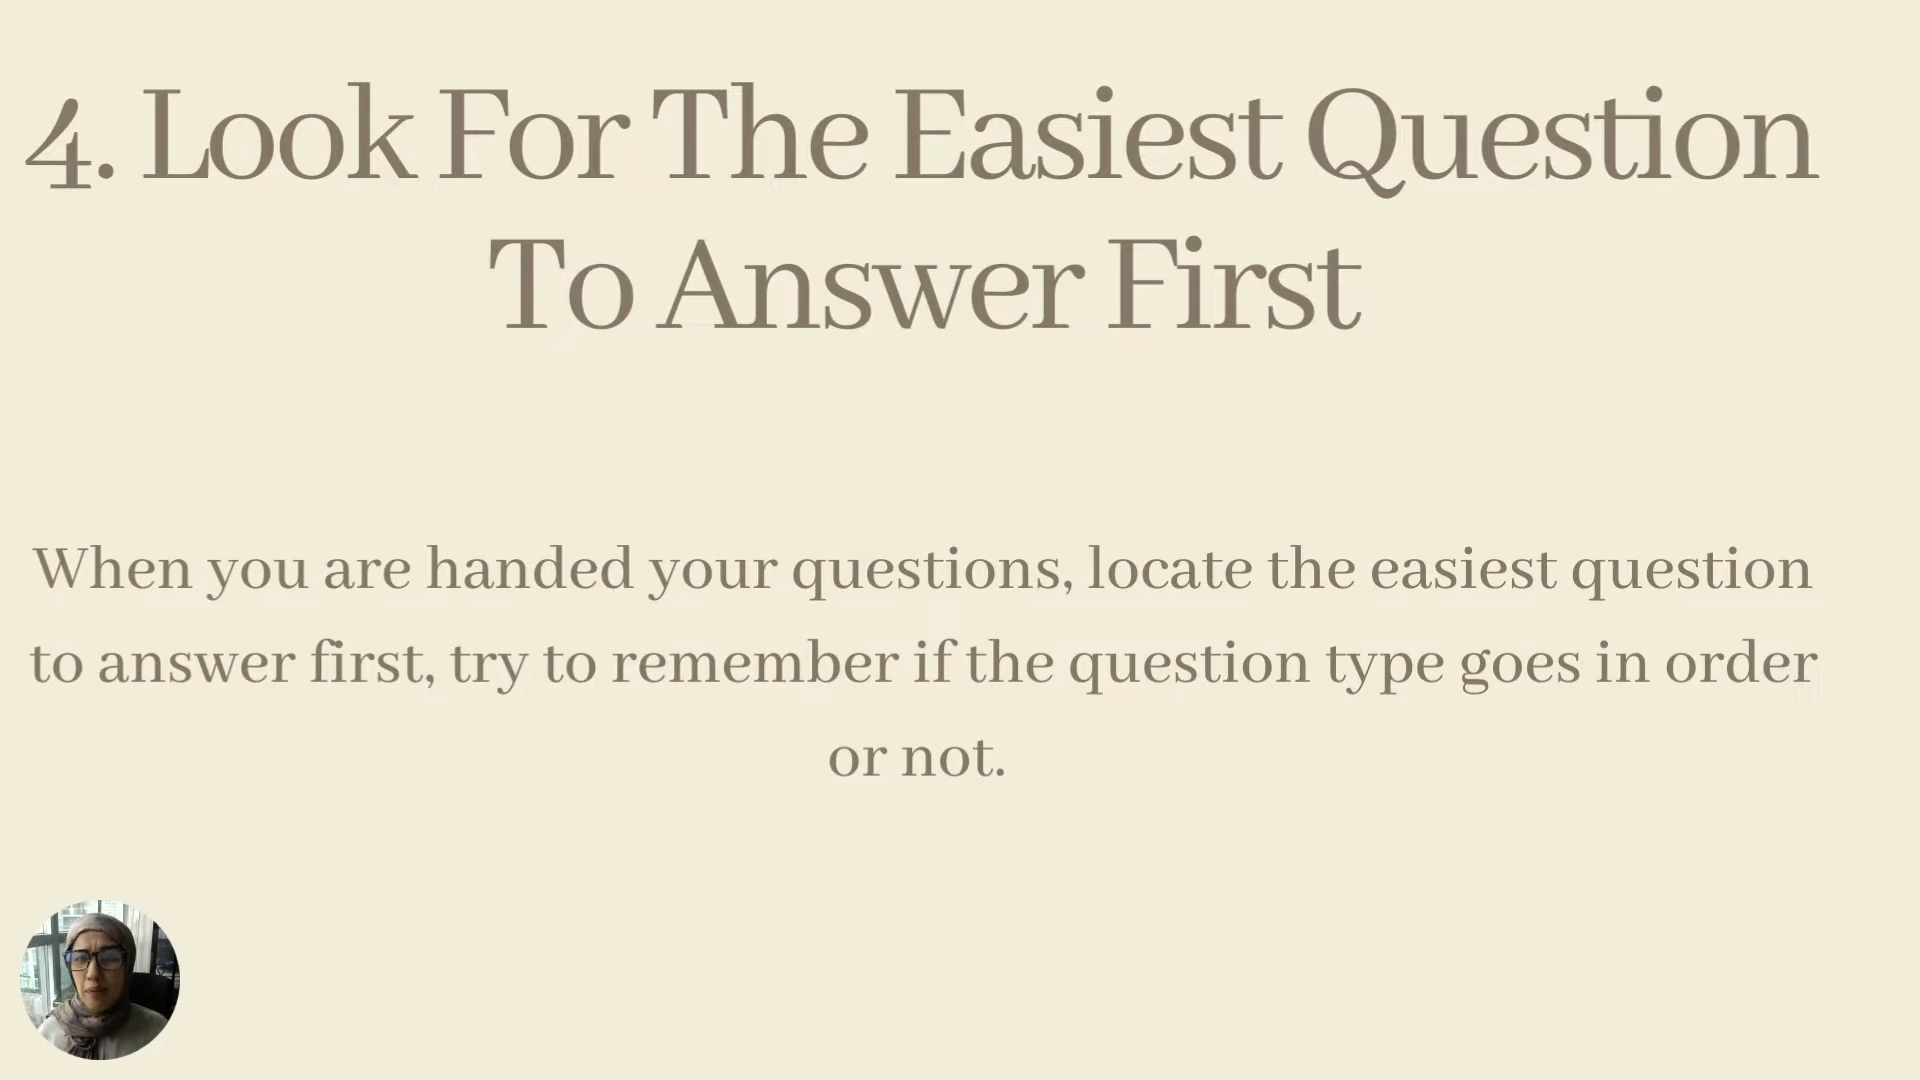 4. Look For The Easiest Question
To Answer First
When you are handed your questions, locate the easiest question
to answer first, try to remember if the question type goes in order
or not.